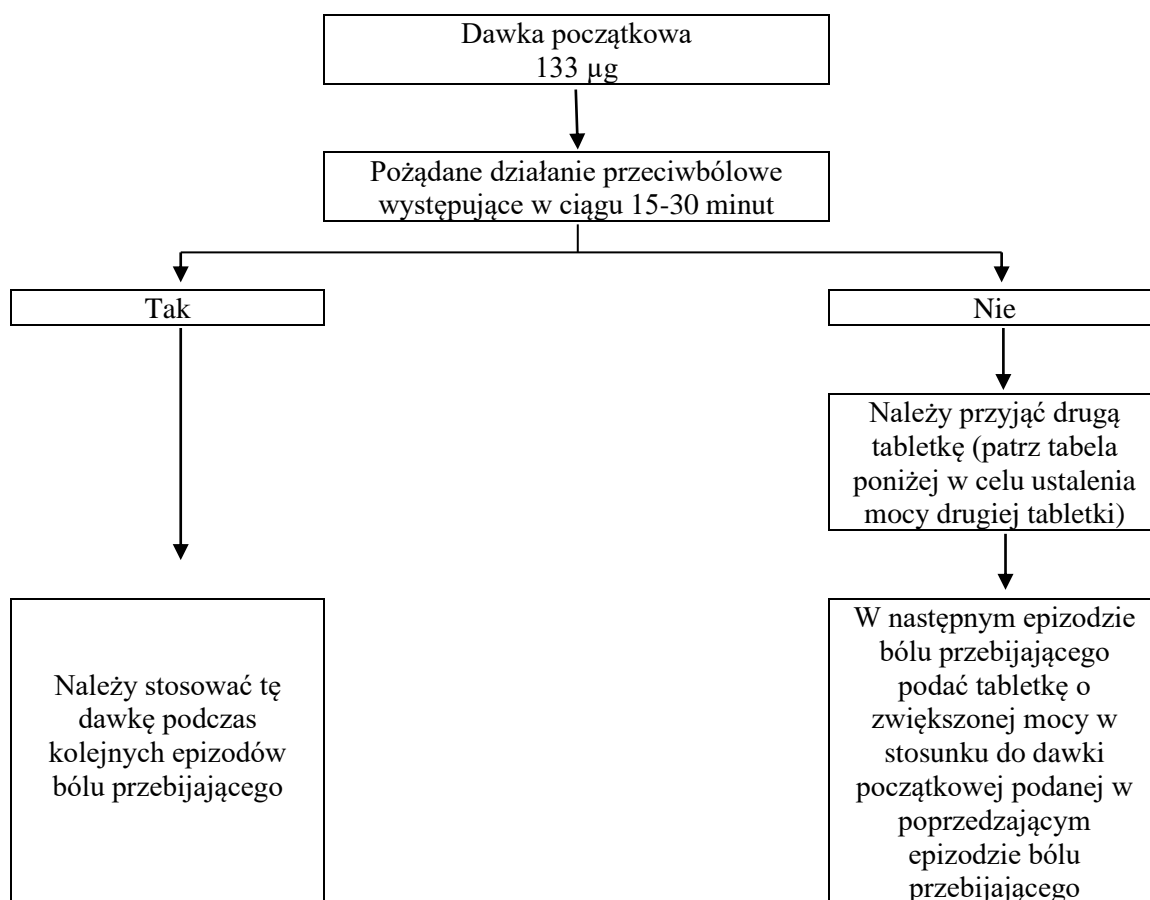 Dawka początkowa
133 µg
Pożądane działanie przeciwbólowe
występujące w ciągu 15-30 minut
Tak
Nie
Należy przyjąć drugą
tabletkę (patrz tabela
poniżej w celu ustalenia
mocy drugiej tabletki)
Należy stosować tę
dawkę podczas
kolejnych epizodów
bólu przebijającego
W następnym epizodzie
bólu przebijającego
podać tabletkę o
zwiększonej mocy w
stosunku do dawki
początkowej podanej w
poprzedzającym
epizodzie bólu
przebijającego